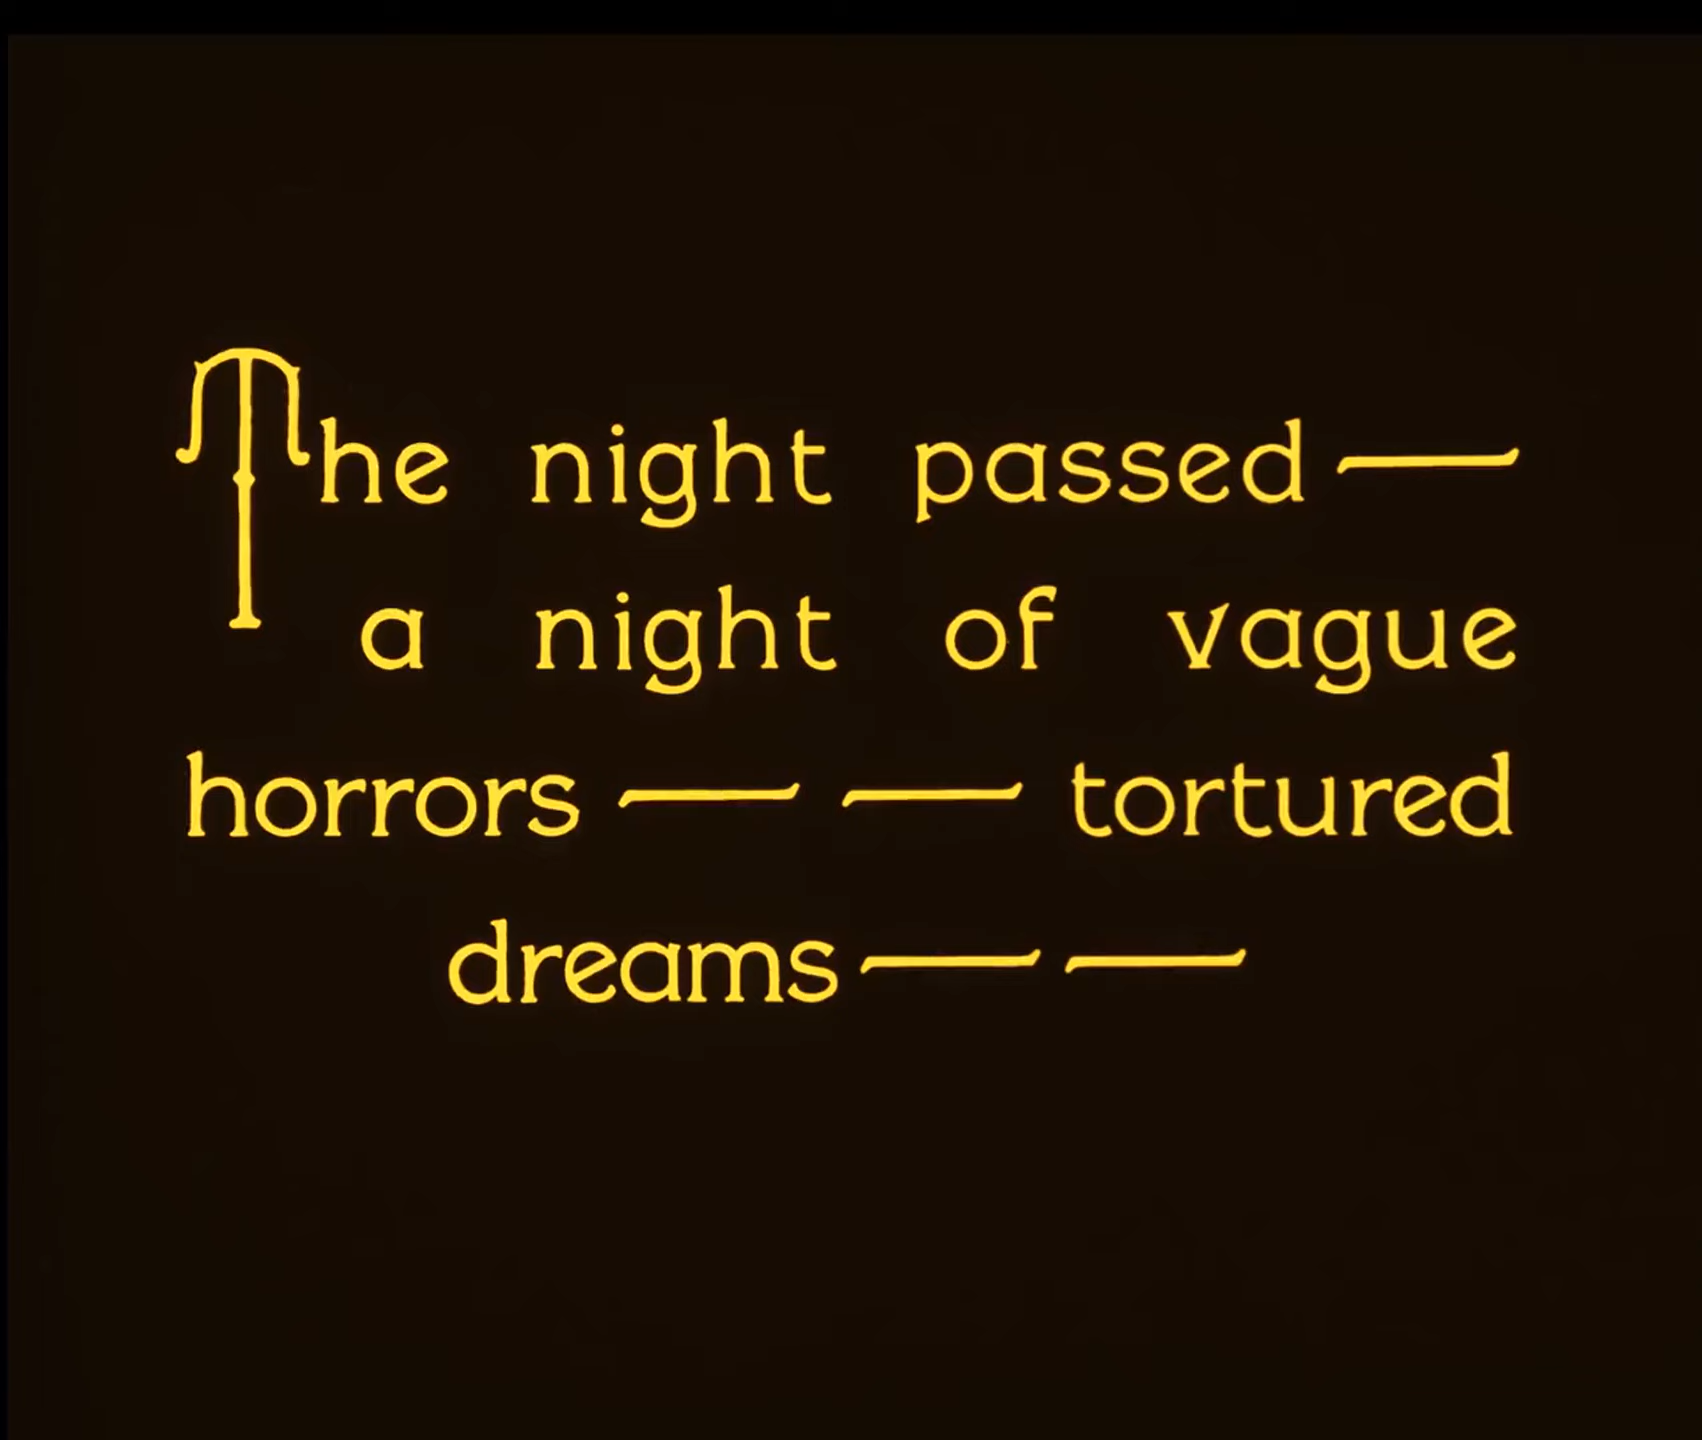 The night passed —
a night of vague
horrors — — tortured
dreams — —